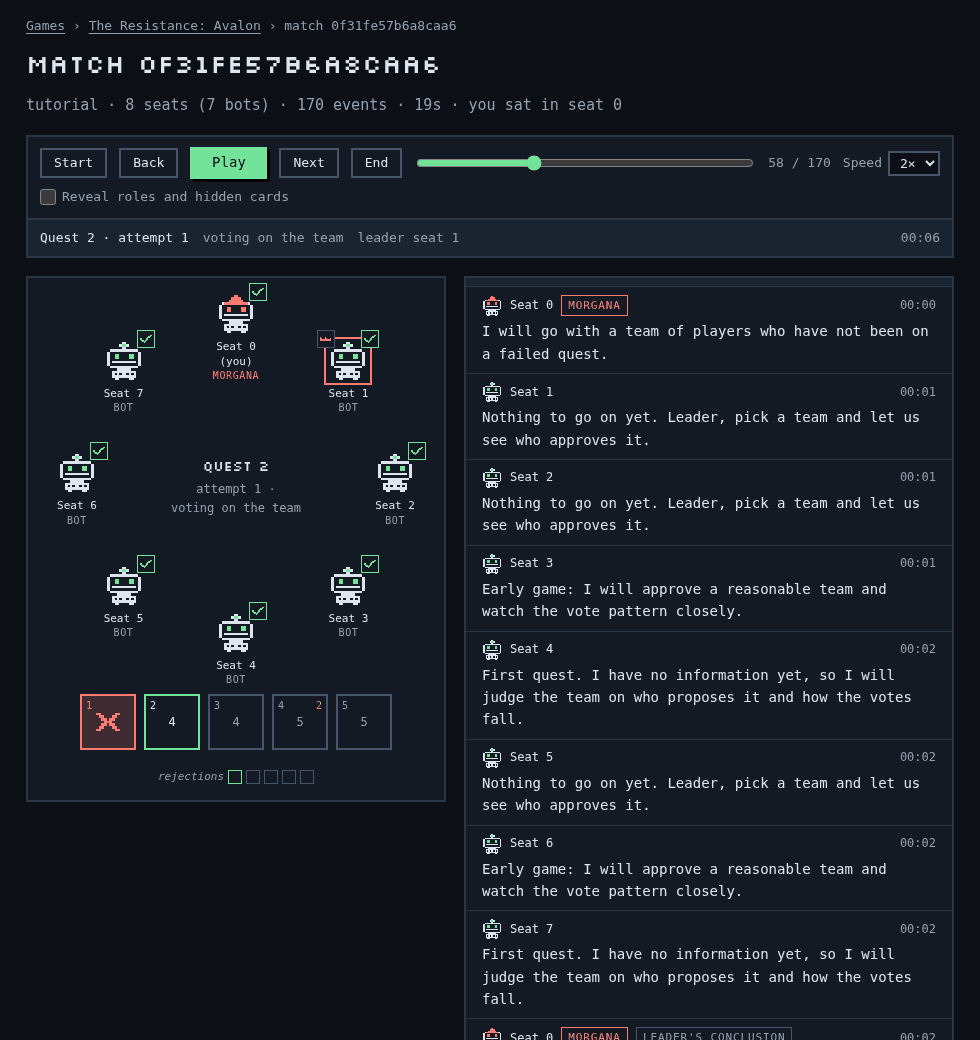 Games › The Resistance: Avalon › match 0f31fe57b6a8caa6
MATCH 0F31FE57B6A8CAA6
tutorial · 8 seats (7 bots) · 170 events · 19s · you sat in seat 0
Start Back Play Next End 58 / 170 Speed 2×
Reveal roles and hidden cards
Quest 2 · attempt 1 voting on the team leader seat 1 00:06
Seat 0
(you)
MORGANA
Seat 7
BOT
Seat 1
BOT
Seat 6
BOT
QUEST 2
attempt 1 ·
voting on the team
Seat 2
BOT
Seat 5
BOT
Seat 3
BOT
Seat 4
BOT
1
2 4
3 4
4 2 5
5 5
rejections
Seat 0 MORGANA 00:00
I will go with a team of players who have not been on
a failed quest.
Seat 1 00:01
Nothing to go on yet. Leader, pick a team and let us
see who approves it.
Seat 2 00:01
Nothing to go on yet. Leader, pick a team and let us
see who approves it.
Seat 3 00:01
Early game: I will approve a reasonable team and
watch the vote pattern closely.
Seat 4 00:02
First quest. I have no information yet, so I will
judge the team on who proposes it and how the votes
fall.
Seat 5 00:02
Nothing to go on yet. Leader, pick a team and let us
see who approves it.
Seat 6 00:02
Early game: I will approve a reasonable team and
watch the vote pattern closely.
Seat 7 00:02
First quest. I have no information yet, so I will
judge the team on who proposes it and how the votes
fall.
Seat 0 MORGANA LEADER'S CONCLUSION 00:02